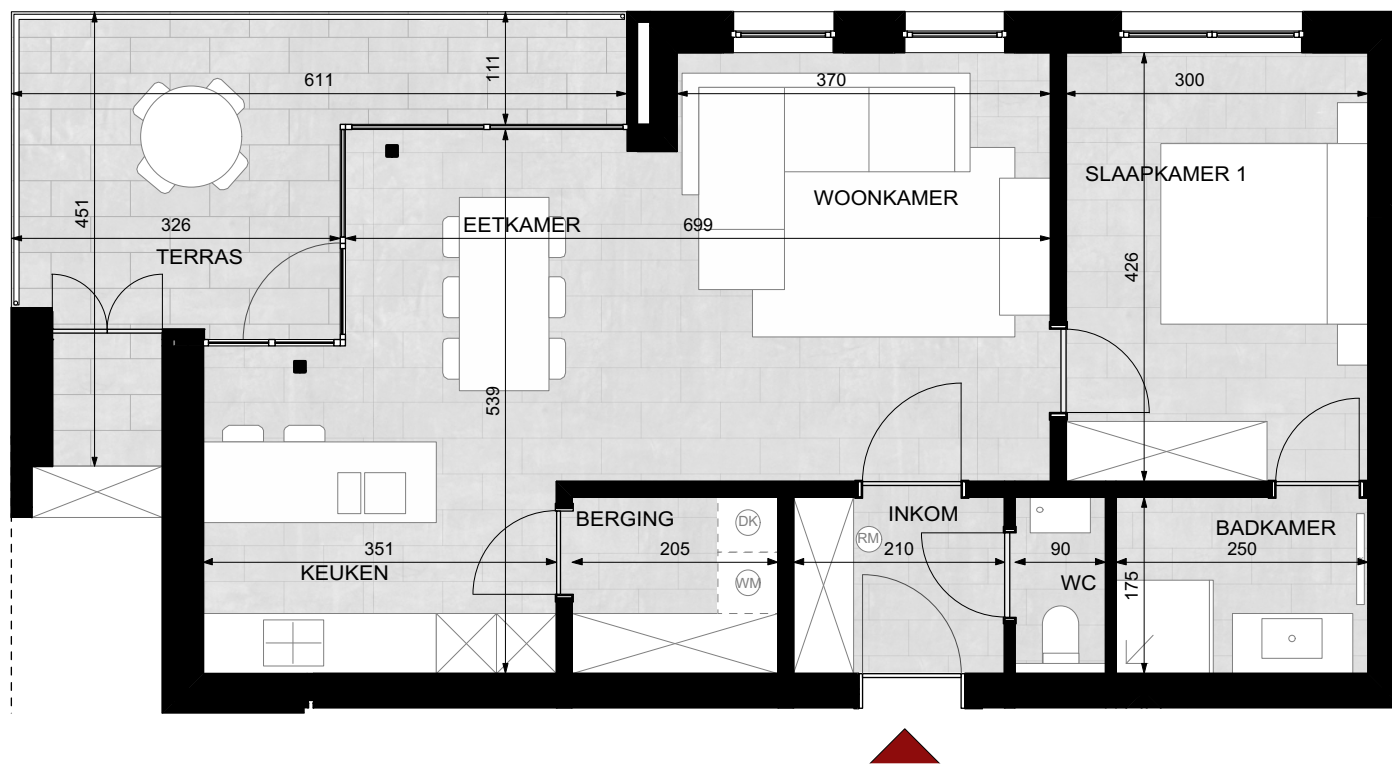 611
111
370
300
451
326
TERRAS
EETKAMER
699
WOONKAMER
SLAAPKAMER 1
426
539
BERGING
DK
205
WM
351
KEUKEN
INKOM
RM
210
90
WC
BADKAMER
250
175